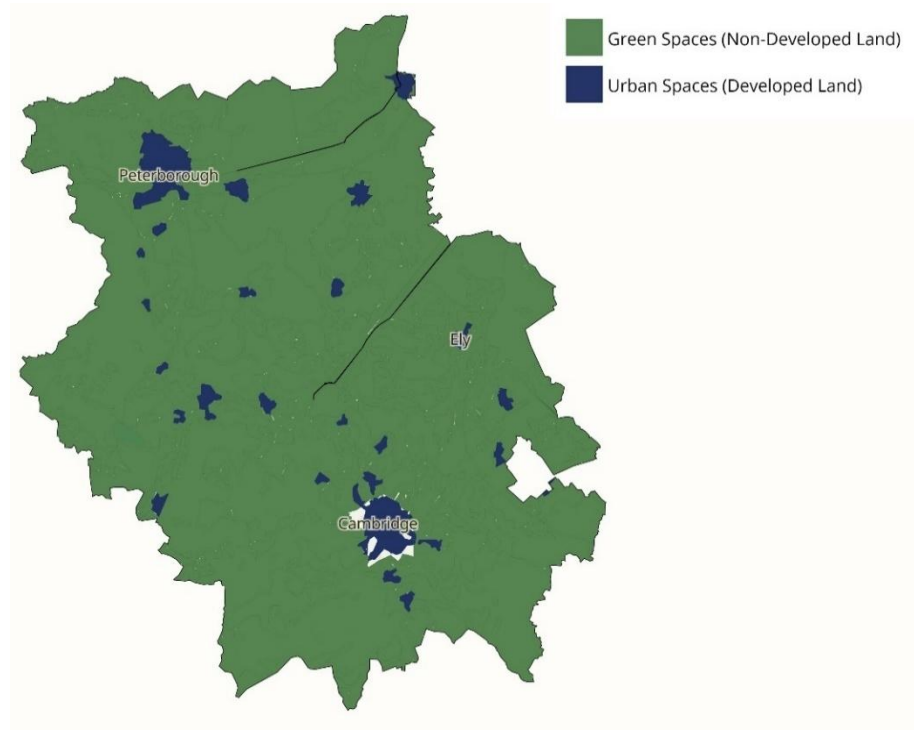 Green Spaces (Non-Developed Land)
Urban Spaces (Developed Land)
Peterborough
Ely
Cambridge